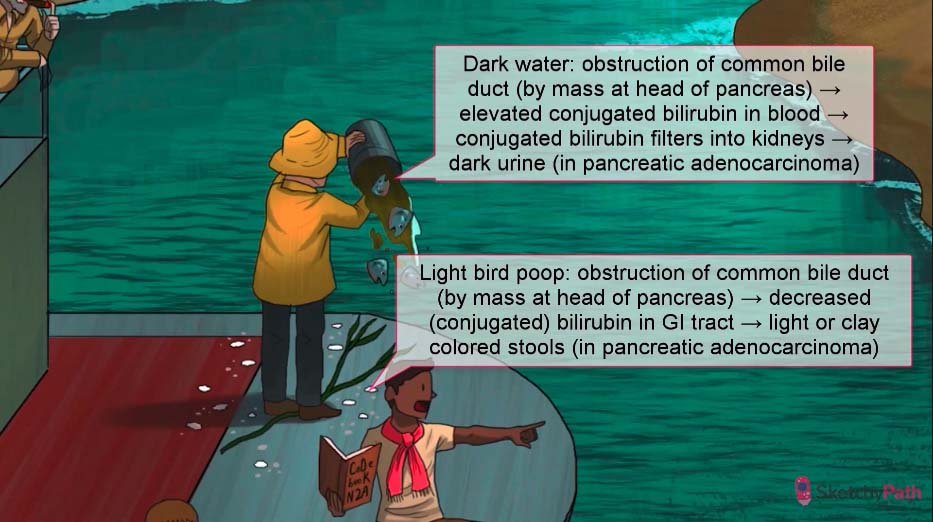 Dark water: obstruction of common bile
duct (by mass at head of pancreas) →
elevated conjugated bilirubin in blood →
conjugated bilirubin filters into kidneys →
dark urine (in pancreatic adenocarcinoma)
Light bird poop: obstruction of common bile duct
(by mass at head of pancreas) → decreased
(conjugated) bilirubin in GI tract → light or clay
colored stools (in pancreatic adenocarcinoma)
CoDe
booK
N2A
SketchyPath